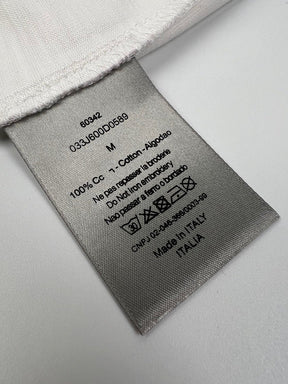 60342
033J600D0589
M
100% Co n - Cotton - Algodao
Ne pas repasser la broderie
Do Not Iron embroidery
Não passar a ferro o bordado
30
CNPJ 02-046-366/0003-99
Made in ITALY
ITALIA